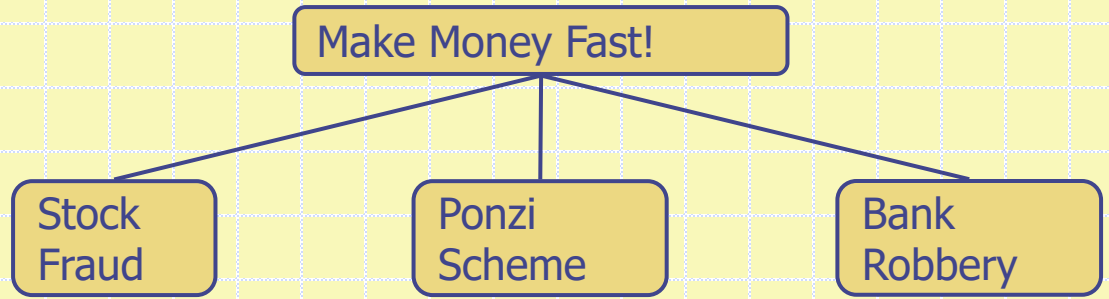 Make Money Fast!
Stock
Fraud
Ponzi
Scheme
Bank
Robbery